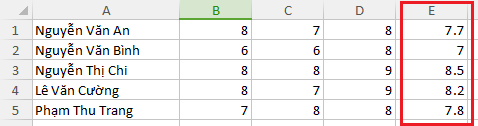 A B C D E
1 Nguyễn Văn An 8 7 8 7.7
2 Nguyễn Văn Bình 6 6 8 7
3 Nguyễn Thị Chi 8 8 9 8.5
4 Lê Văn Cường 8 7 9 8.2
5 Phạm Thu Trang 7 8 8 7.8